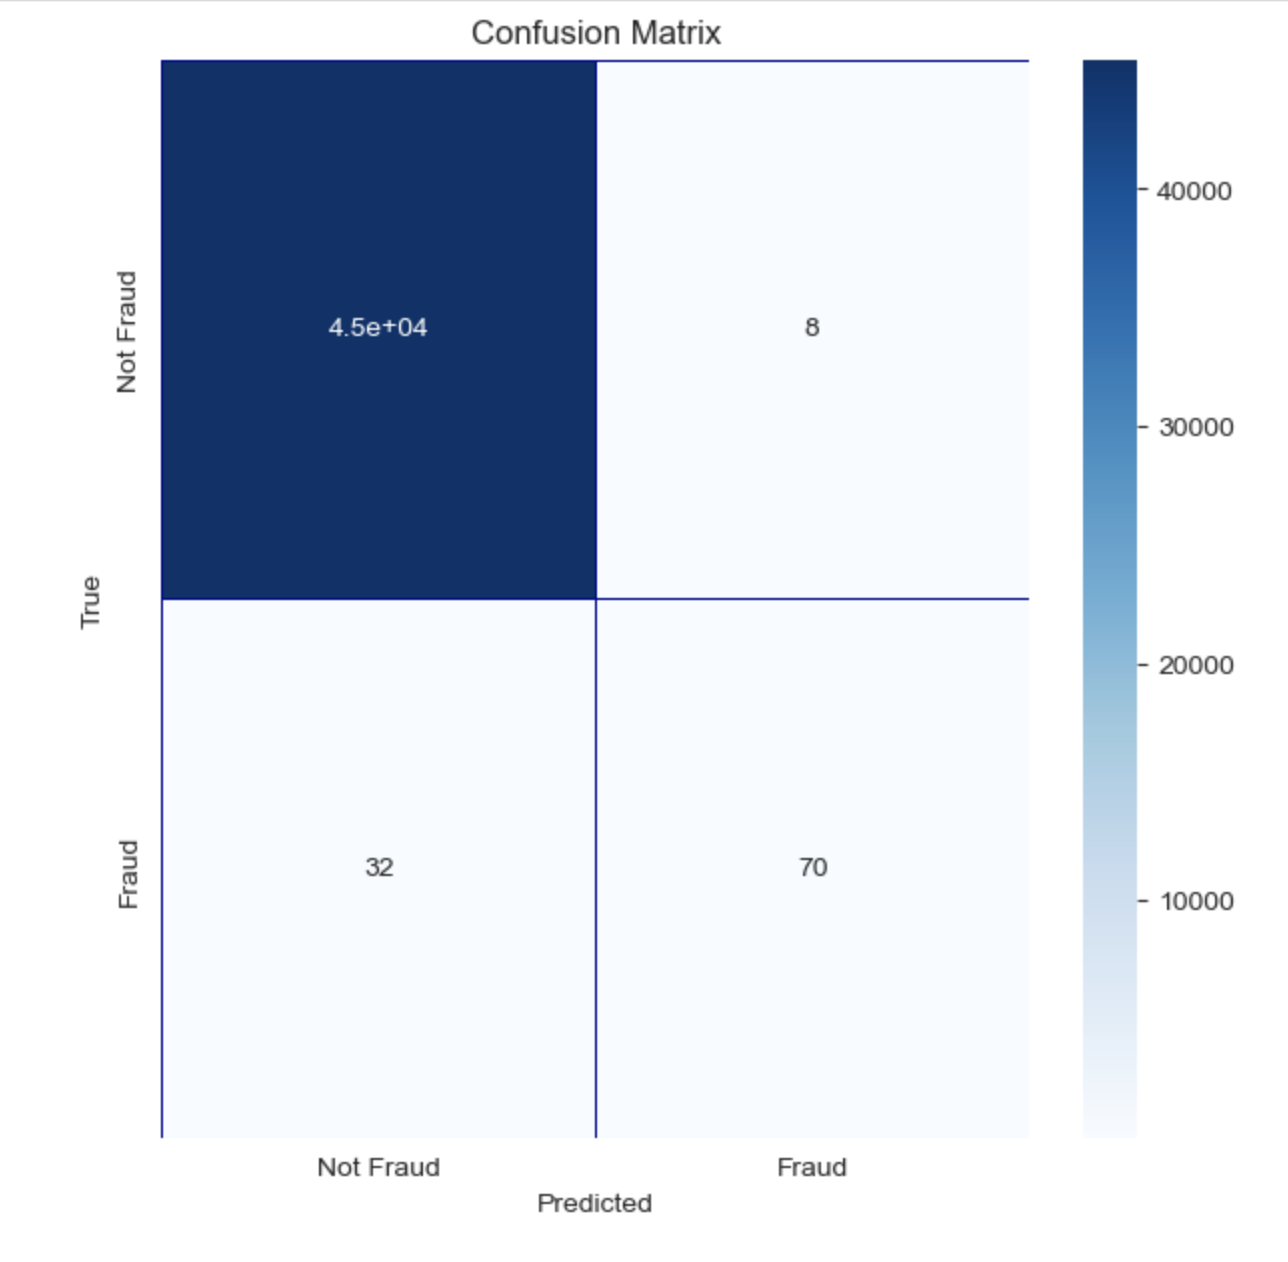 Confusion Matrix
Not Fraud
4.5e+04
8
40000
30000
True
20000
Fraud
32
70
10000
Not Fraud
Fraud
Predicted